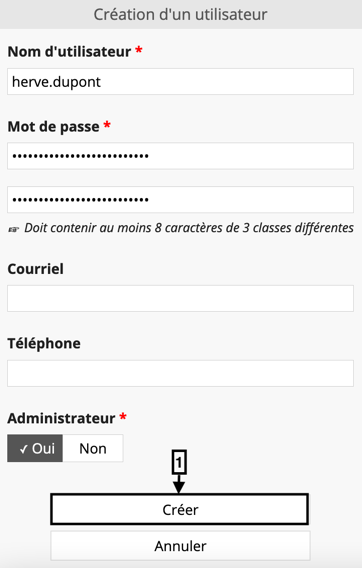 Création d'un utilisateur
Nom d'utilisateur *
herve.dupont
Mot de passe *
••••••••••••••••••••••••••
••••••••••••••••••••••••••
☞ Doit contenir au moins 8 caractères de 3 classes différentes
Courriel
Téléphone
Administrateur *
✓ Oui Non
1
Créer
Annuler